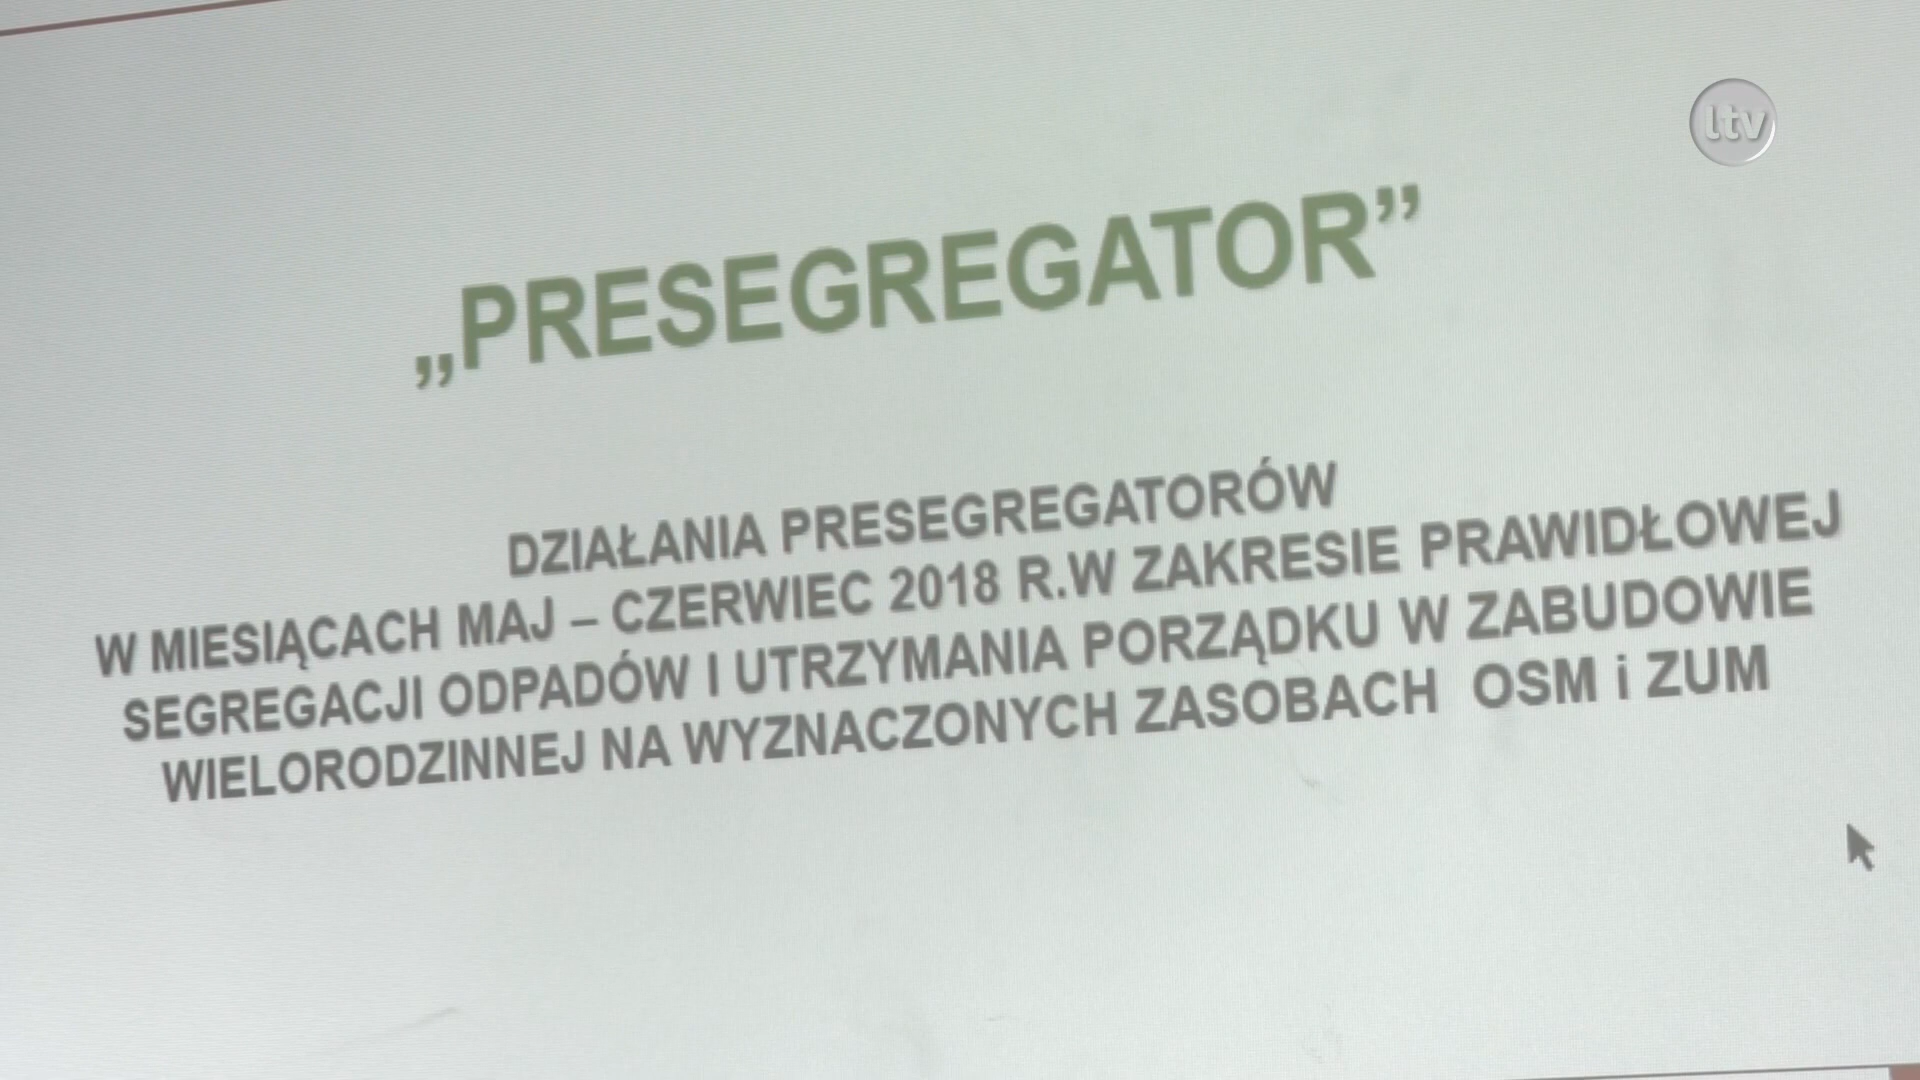 ltv
„PRESEGREGATOR”
DZIAŁANIA PRESEGREGATORÓW
W MIESIĄCACH MAJ – CZERWIEC 2018 R.W ZAKRESIE PRAWIDŁOWEJ
SEGREGACJI ODPADÓW I UTRZYMANIA PORZĄDKU W ZABUDOWIE
WIELORODZINNEJ NA WYZNACZONYCH ZASOBACH OSM i ZUM